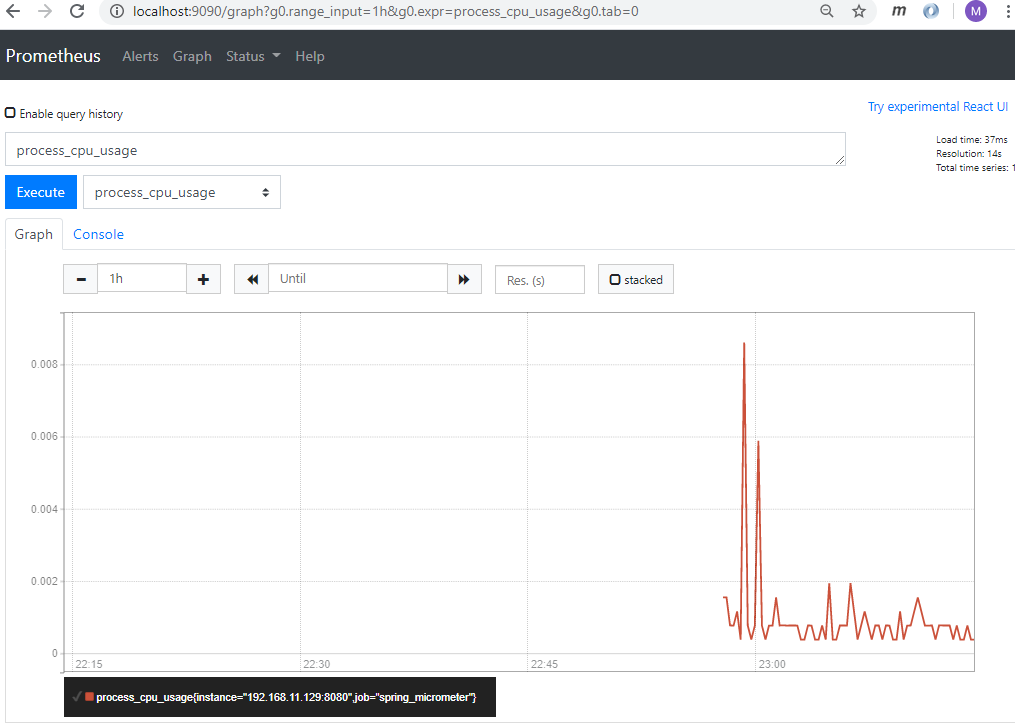 localhost:9090/graph?g0.range_input=1h&g0.expr=process_cpu_usage&g0.tab=0
m
M
Prometheus Alerts Graph Status Help
Try experimental React UI
Enable query history
process_cpu_usage
Load time: 37ms
Resolution: 14s
Total time series: 1
Execute process_cpu_usage
Graph Console
1h Until Res. (s) stacked
0.008
0.006
0.004
0.002
0
22:15 22:30 22:45 23:00
process_cpu_usage{instance="192.168.11.129:8080",job="spring_micrometer"}